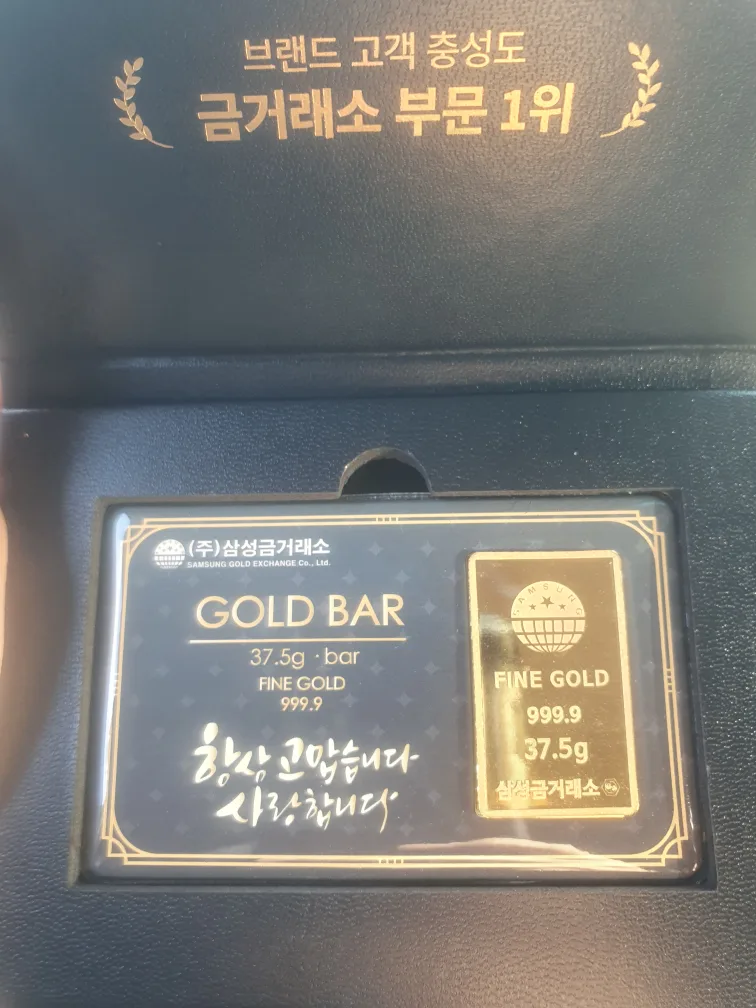 브랜드 고객 충성도
금거래소 부문 1위
(주)삼성금거래소
SAMSUNG GOLD EXCHANGE Co., Ltd.
GOLD BAR
37.5g · bar
FINE GOLD
999.9
항상 고맙습니다
사랑합니다
SAMSUNG
FINE GOLD
999.9
37.5g
삼성금거래소